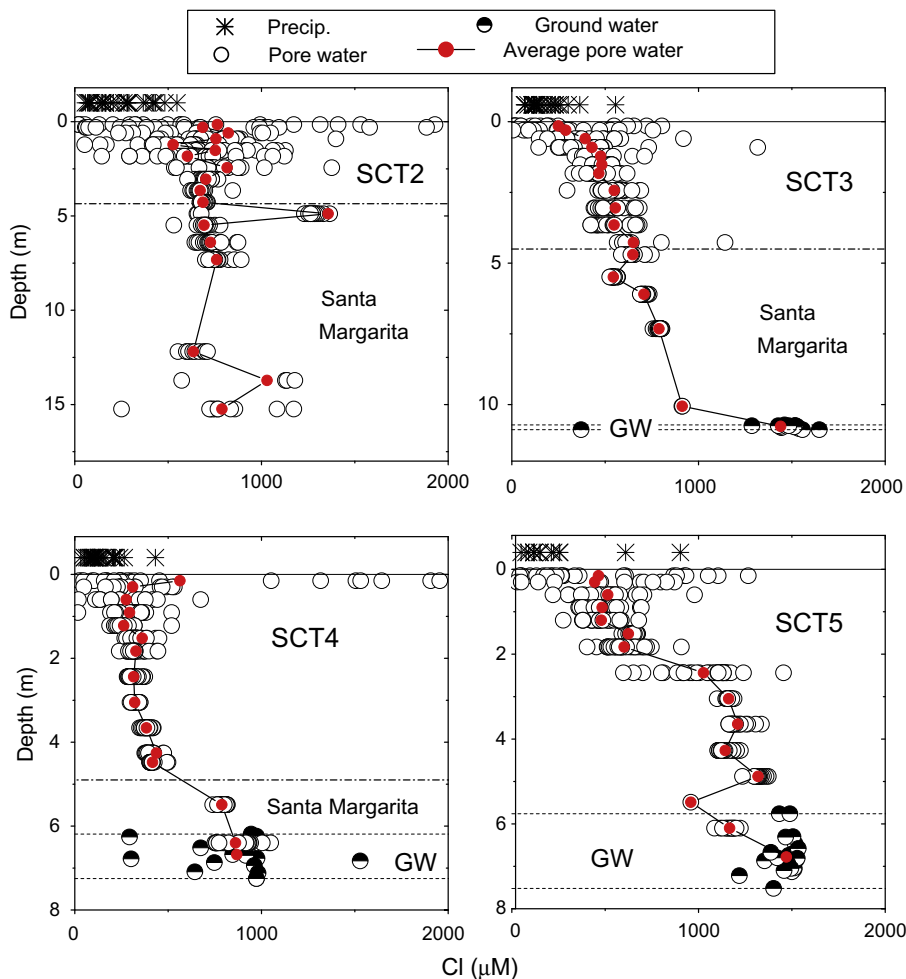 Precip.
Ground water
Pore water
Average pore water
0
5
10
15
Depth (m)
SCT2
Santa
Margarita
0
1000
2000
0
5
10
SCT3
Santa
Margarita
GW
0
1000
2000
0
2
4
6
8
Depth (m)
SCT4
Santa Margarita
GW
0
1000
2000
0
2
4
6
8
SCT5
GW
0
1000
2000
Cl (μM)